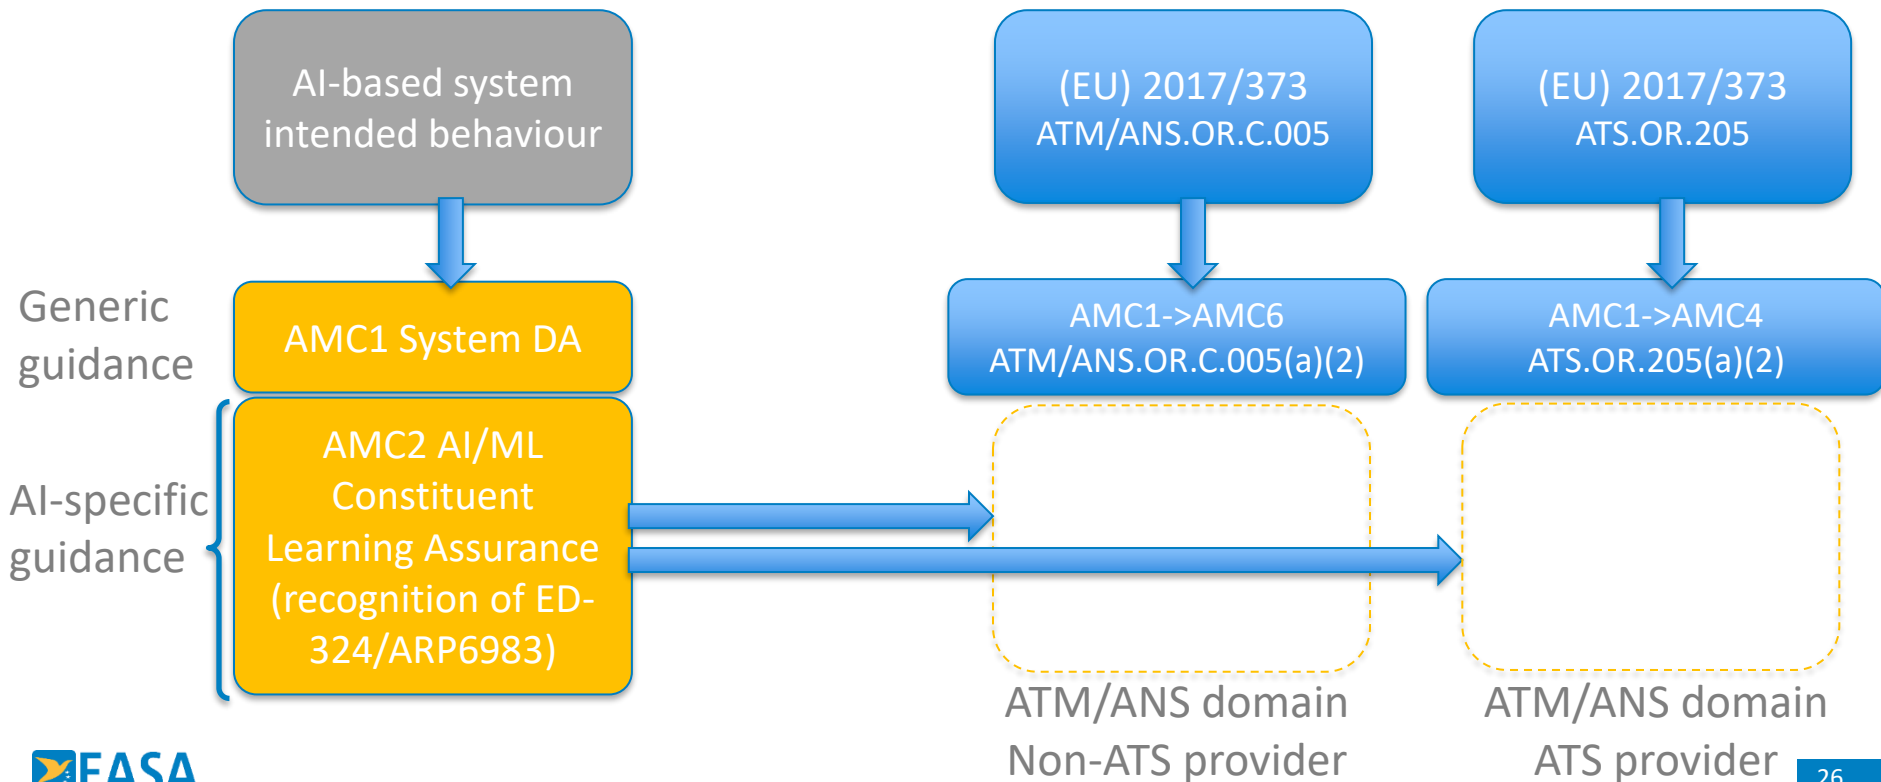 AI-based system
intended behaviour
(EU) 2017/373
ATM/ANS.OR.C.005
(EU) 2017/373
ATS.OR.205
Generic
guidance
AMC1 System DA
AMC1->AMC6
ATM/ANS.OR.C.005(a)(2)
AMC1->AMC4
ATS.OR.205(a)(2)
AI-specific
guidance
AMC2 AI/ML
Constituent
Learning Assurance
(recognition of ED-
324/ARP6983)
ATM/ANS domain
Non-ATS provider
ATM/ANS domain
ATS provider
EASA
26